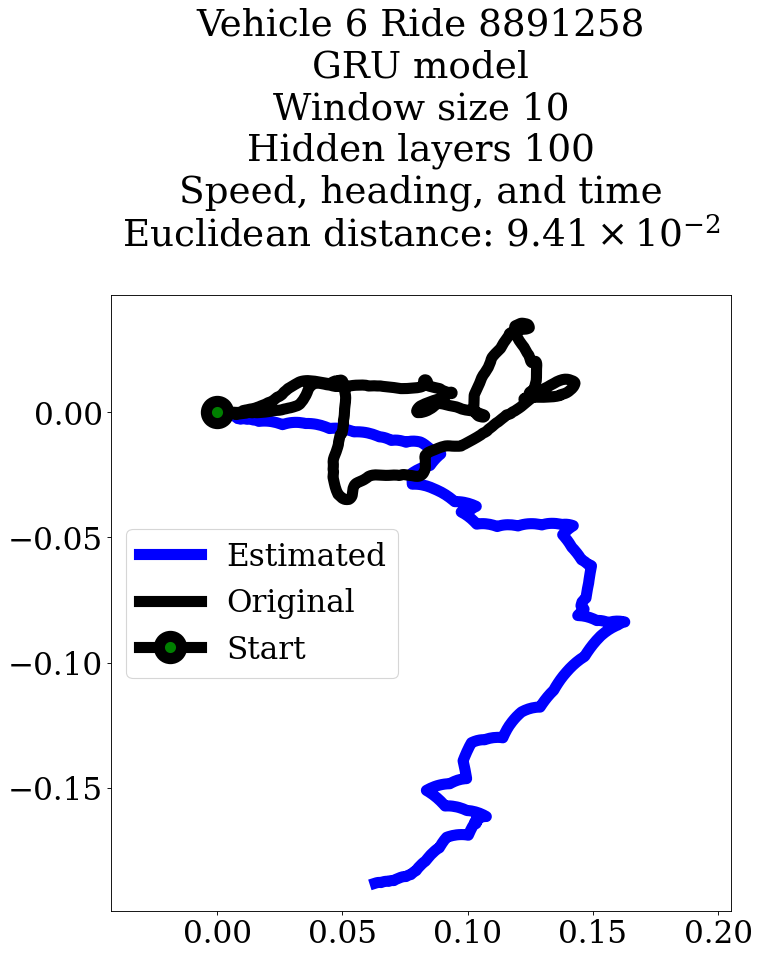 Vehicle 6 Ride 8891258
GRU model
Window size 10
Hidden layers 100
Speed, heading, and time
Euclidean distance: 9.41 × 10⁻²
0.00
−0.05
−0.10
−0.15
Estimated
Original
Start
0.00 0.05 0.10 0.15 0.20